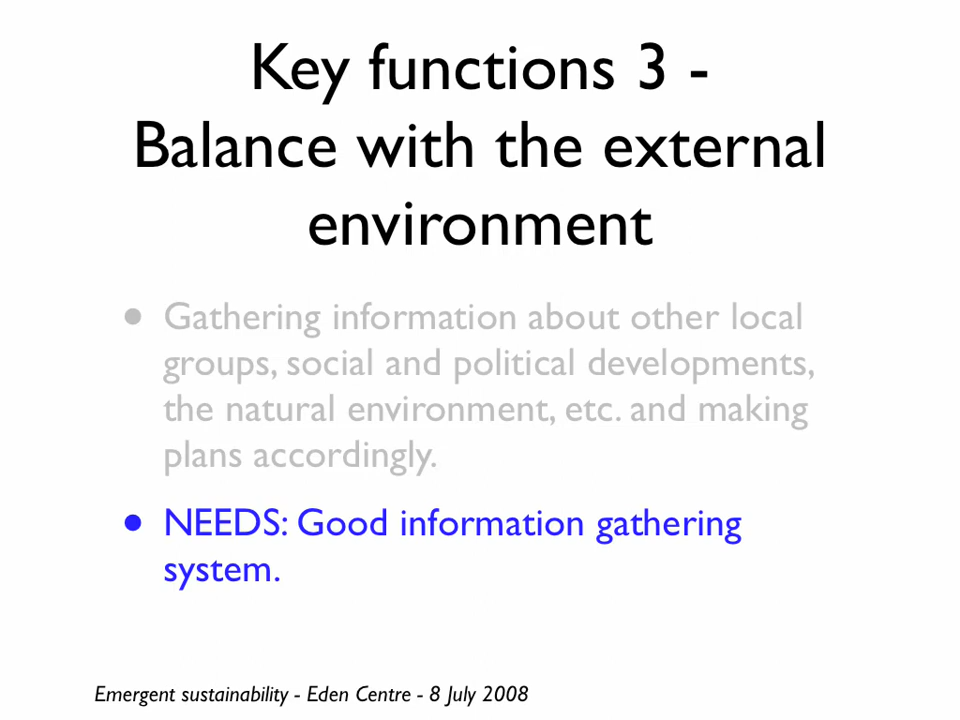 Key functions 3 -
Balance with the external
environment
• Gathering information about other local
groups, social and political developments,
the natural environment, etc. and making
plans accordingly.
• NEEDS: Good information gathering
system.
Emergent sustainability - Eden Centre - 8 July 2008